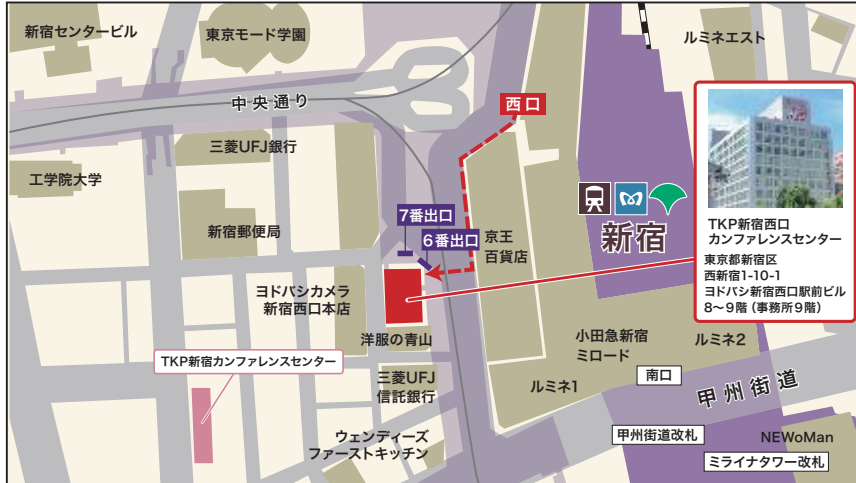 新宿センタービル
東京モード学園
ルミネエスト
中央通り
西口
三菱UFJ銀行
工学院大学
7番出口
6番出口
新宿郵便局
京王
百貨店
新宿
TKP新宿西口
カンファレンスセンター
東京都新宿区
西新宿1-10-1
ヨドバシ新宿西口駅前ビル
8〜9階(事務所9階)
ヨドバシカメラ
新宿西口本店
洋服の青山
小田急新宿
ミロード
ルミネ2
TKP新宿カンファレンスセンター
三菱UFJ
信託銀行
ルミネ1
南口
甲州街道
ウェンディーズ
ファーストキッチン
甲州街道改札
NEWoMan
ミライナタワー改札